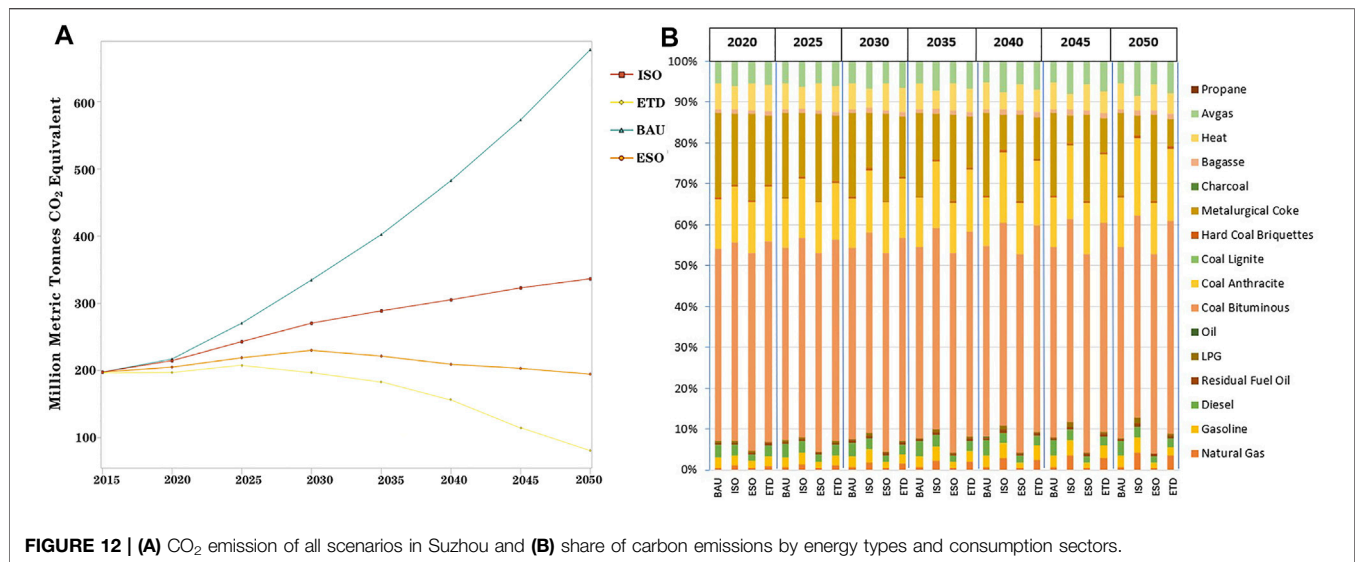 A
Million Metric Tonnes CO₂ Equivalent
600
500
400
300
200
100
2015 2020 2025 2030 2035 2040 2045 2050
ISO
ETD
BAU
ESO
B
2020 2025 2030 2035 2040 2045 2050
100%
90%
80%
70%
60%
50%
40%
30%
20%
10%
0%
BAU ISO ESO ETD BAU ISO ESO ETD BAU ISO ESO ETD BAU ISO ESO ETD BAU ISO ESO ETD BAU ISO ESO ETD BAU ISO ESO ETD
Propane
Avgas
Heat
Bagasse
Charcoal
Metalurgical Coke
Hard Coal Briquettes
Coal Lignite
Coal Anthracite
Coal Bituminous
Oil
LPG
Residual Fuel Oil
Diesel
Gasoline
Natural Gas
FIGURE 12 | (A) CO₂ emission of all scenarios in Suzhou and (B) share of carbon emissions by energy types and consumption sectors.